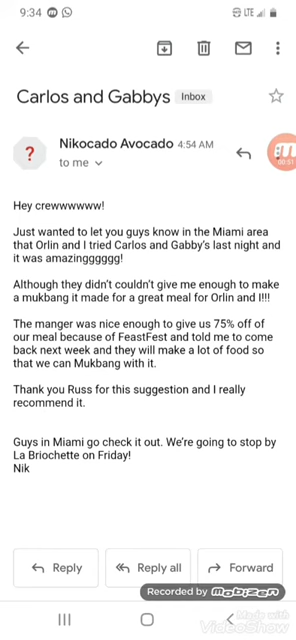 9:34
LTE
Carlos and Gabbys Inbox
?
Nikocado Avocado 4:54 AM
to me
00:51
Hey crewwwwww!
Just wanted to let you guys know in the Miami area
that Orlin and I tried Carlos and Gabby's last night and
it was amazingggggg!
Although they didn't couldn't give me enough to make
a mukbang it made for a great meal for Orlin and I!!!
The manger was nice enough to give us 75% off of
our meal because of FeastFest and told me to come
back next week and they will make a lot of food so
that we can Mukbang with it.
Thank you Russ for this suggestion and I really
recommend it.
Guys in Miami go check it out. We're going to stop by
La Briochette on Friday!
Nik
Reply
Reply all
Forward
Recorded by mobizen
Made with
VideoShow